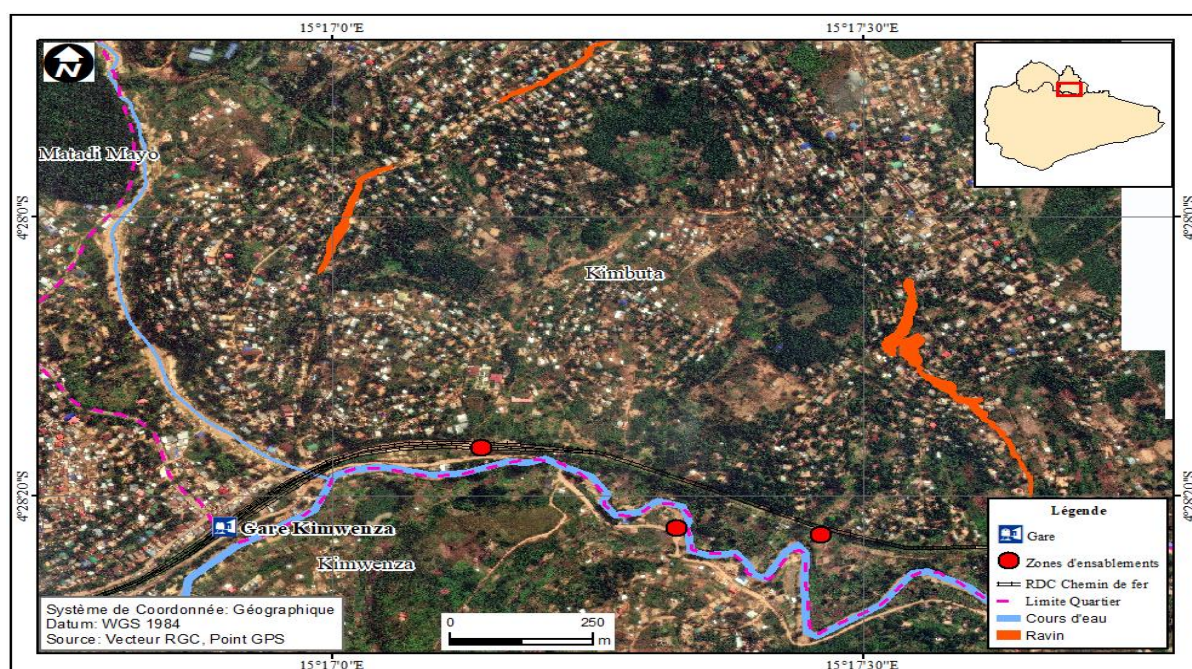 15°17'0"E
15°17'30"E
N
Matadi Mayo
4°28'0"S
4°28'0"S
Kimbuta
4°28'20"S
4°28'20"S
Gare Kimwenza
Kimwenza
Légende
Gare
Zones d'ensablements
RDC Chemin de fer
Limite Quartier
Cours d'eau
Ravin
Système de Coordonnée: Géographique
Datum: WGS 1984
Source: Vecteur RGC, Point GPS
0 250
m
15°17'0"E
15°17'30"E